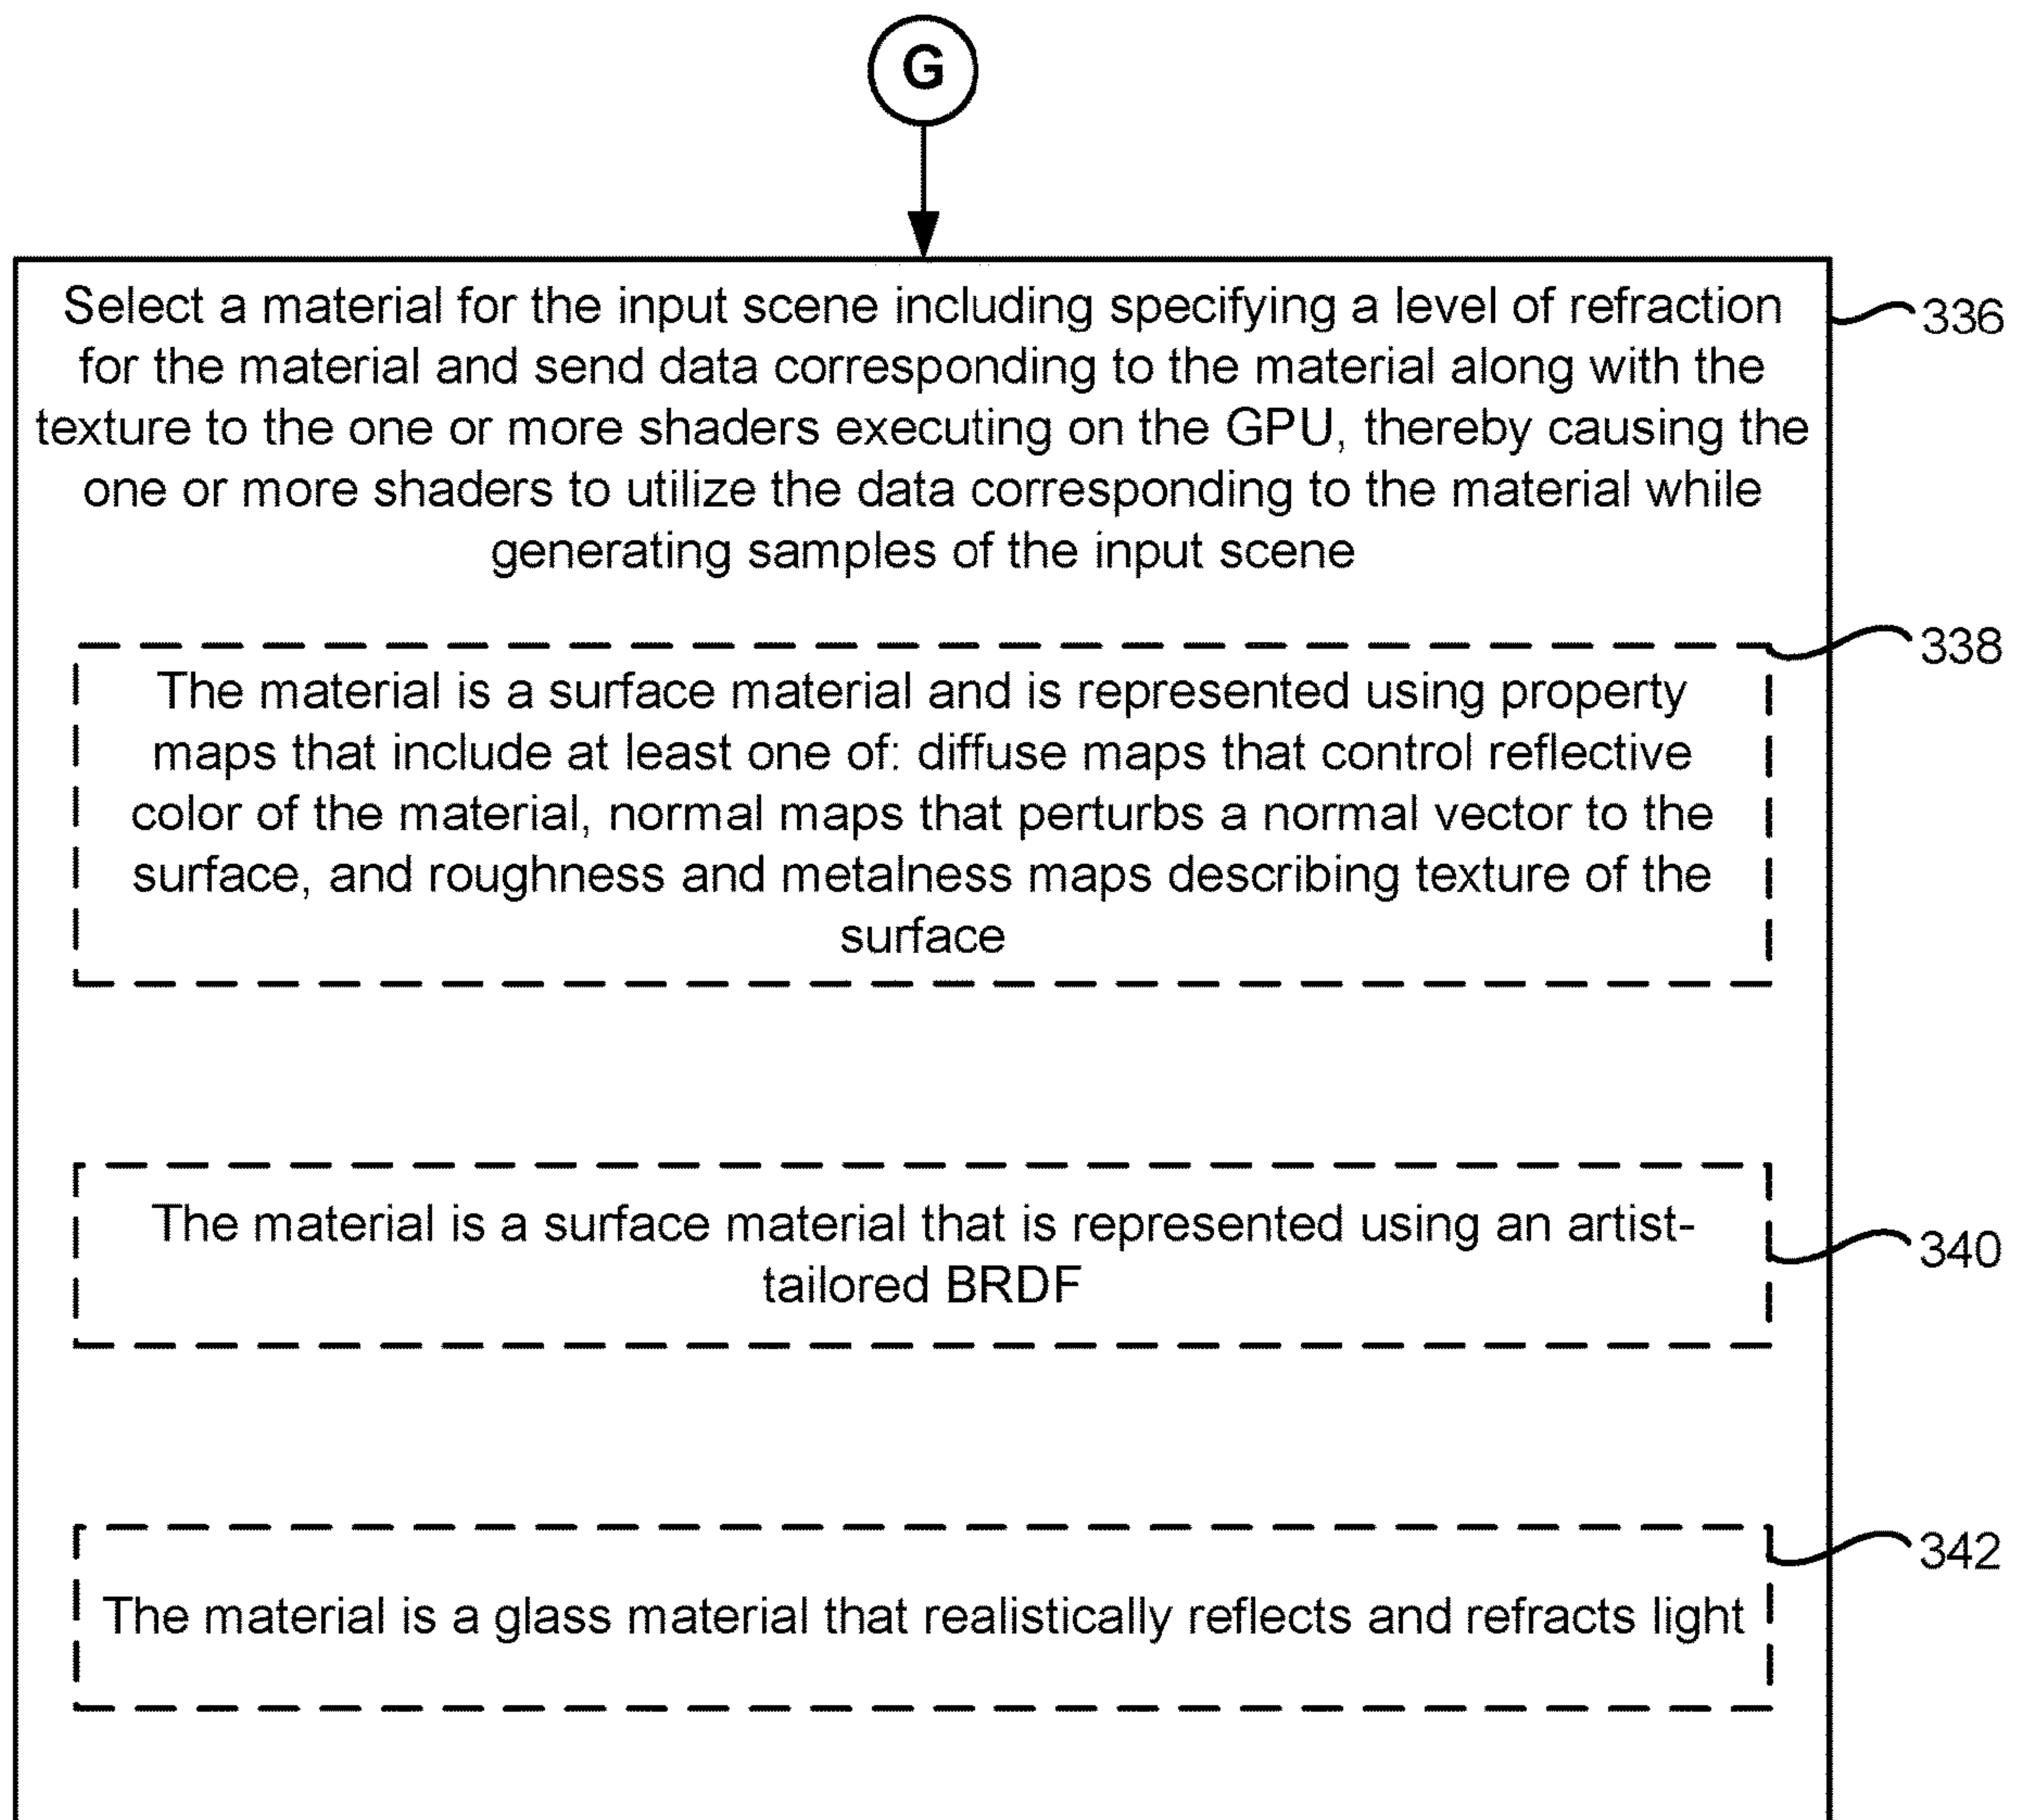 G
Select a material for the input scene including specifying a level of refraction
for the material and send data corresponding to the material along with the
texture to the one or more shaders executing on the GPU, thereby causing the
one or more shaders to utilize the data corresponding to the material while
generating samples of the input scene
336
The material is a surface material and is represented using property
maps that include at least one of: diffuse maps that control reflective
color of the material, normal maps that perturbs a normal vector to the
surface, and roughness and metalness maps describing texture of the
surface
338
The material is a surface material that is represented using an artist-
tailored BRDF
340
The material is a glass material that realistically reflects and refracts light
342